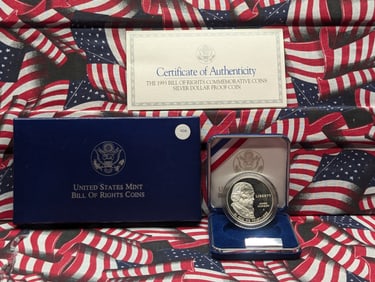 Certificate of Authenticity
THE 1993 BILL OF RIGHTS COMMEMORATIVE COINS
SILVER DOLLAR PROOF COIN
UNITED STATES MINT
BILL OF RIGHTS COINS
LIBERTY